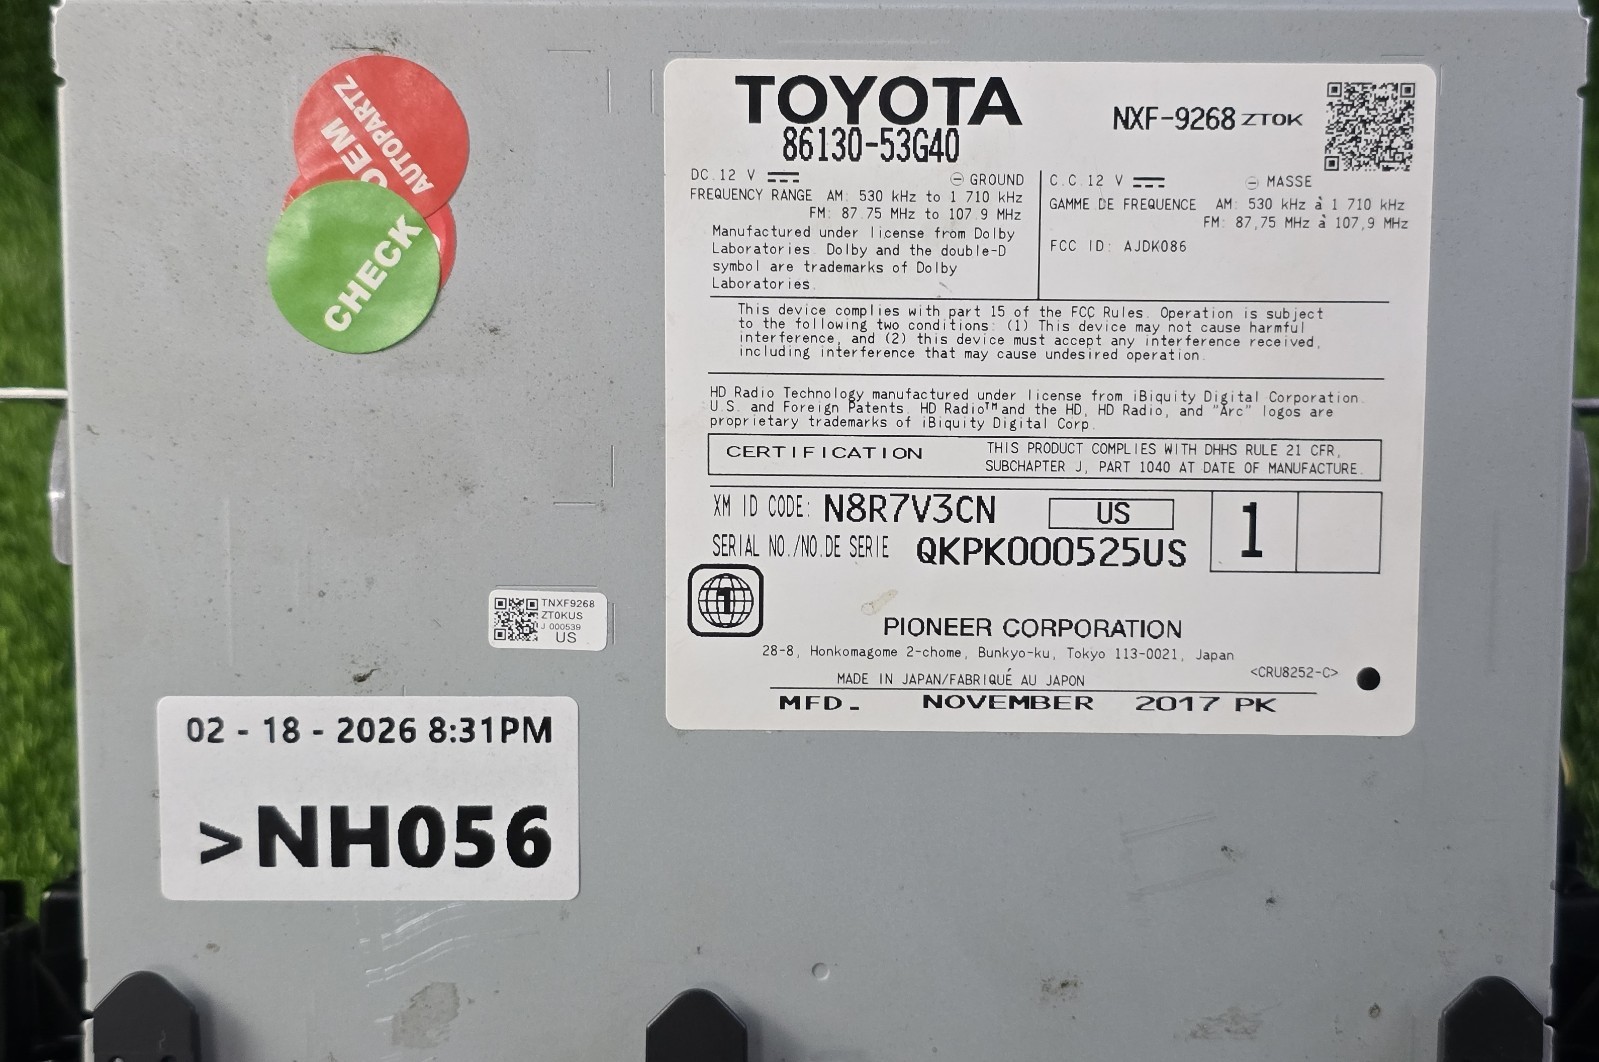 OEM
AUTOPARTZ
CHECK
TOYOTA
86130-53G40
NXF-9268 ZT0K
DC.12 V
GROUND
FREQUENCY RANGE AM: 530 kHz to 1 710 kHz
FM: 87.75 MHz to 107.9 MHz
Manufactured under license from Dolby
Laboratories. Dolby and the double-D
symbol are trademarks of Dolby
Laboratories.
C.C.12 V
MASSE
GAMME DE FREQUENCE AM: 530 kHz à 1 710 kHz
FM: 87,75 MHz à 107,9 MHz
FCC ID: AJDK086
This device complies with part 15 of the FCC Rules. Operation is subject
to the following two conditions: (1) This device may not cause harmful
interference, and (2) this device must accept any interference received,
including interference that may cause undesired operation.
HD Radio Technology manufactured under license from iBiquity Digital Corporation.
U.S. and Foreign Patents. HD Radio™ and the HD, HD Radio, and "Arc" logos are
proprietary trademarks of iBiquity Digital Corp.
CERTIFICATION
THIS PRODUCT COMPLIES WITH DHHS RULE 21 CFR,
SUBCHAPTER J, PART 1040 AT DATE OF MANUFACTURE.
XM ID CODE: N8R7V3CN
US
1
SERIAL NO./NO.DE SERIE QKPK000525US
1
PIONEER CORPORATION
28-8, Honkomagome 2-chome, Bunkyo-ku, Tokyo 113-0021, Japan
<CRU8252-C>
MADE IN JAPAN/FABRIQUÉ AU JAPON
MFD. NOVEMBER 2017 PK
TNXF9268
ZT0KUS
J 000539
US
02 - 18 - 2026 8:31PM
>NH056